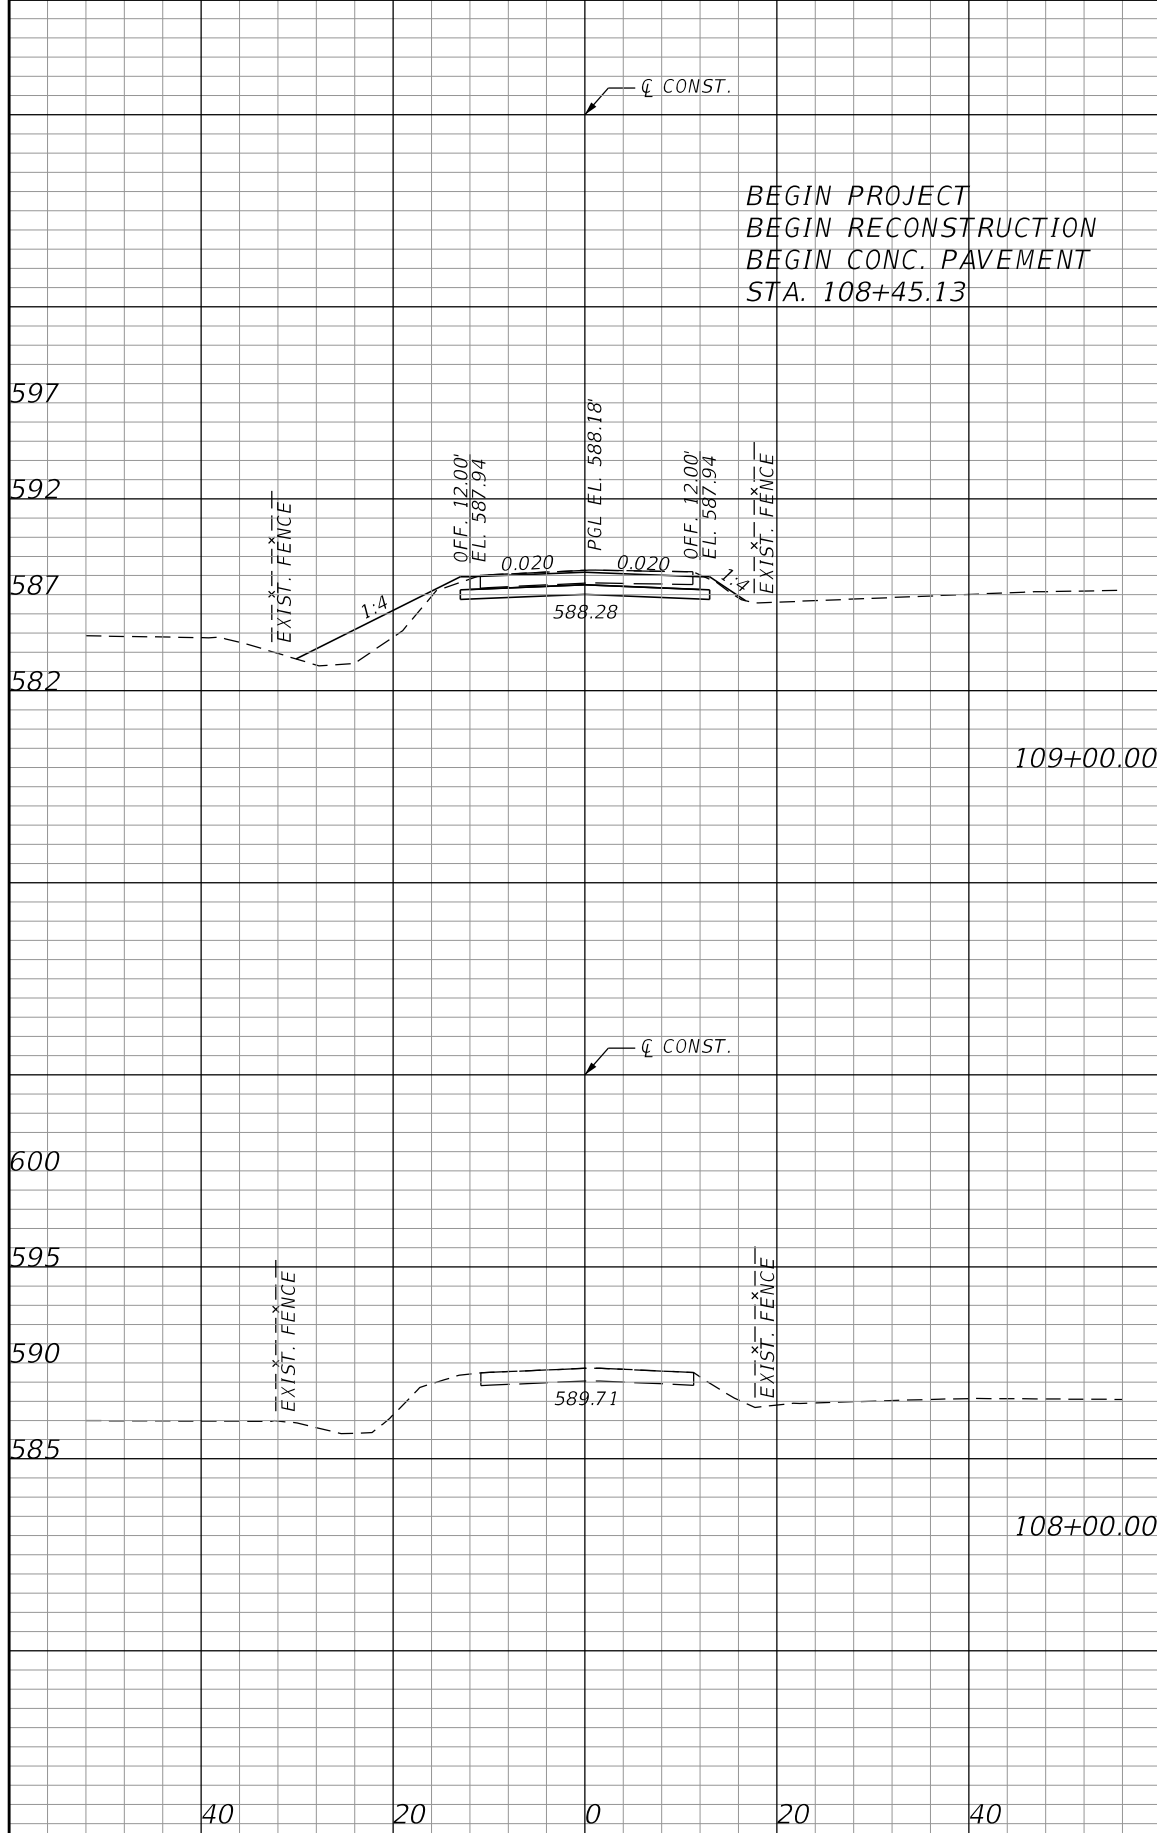 ℄ CONST.
BEGIN PROJECT
BEGIN RECONSTRUCTION
BEGIN CONC. PAVEMENT
STA. 108+45.13
597
592
587
582
EXIST. FENCE
1:4
OFF. 12.00'
EL. 587.94
0.020
PGL EL. 588.18'
0.020
588.28
OFF. 12.00'
EL. 587.94
1:4
EXIST. FENCE
109+00.00
℄ CONST.
600
595
590
585
EXIST. FENCE
589.71
EXIST. FENCE
108+00.00
40 20 0 20 40